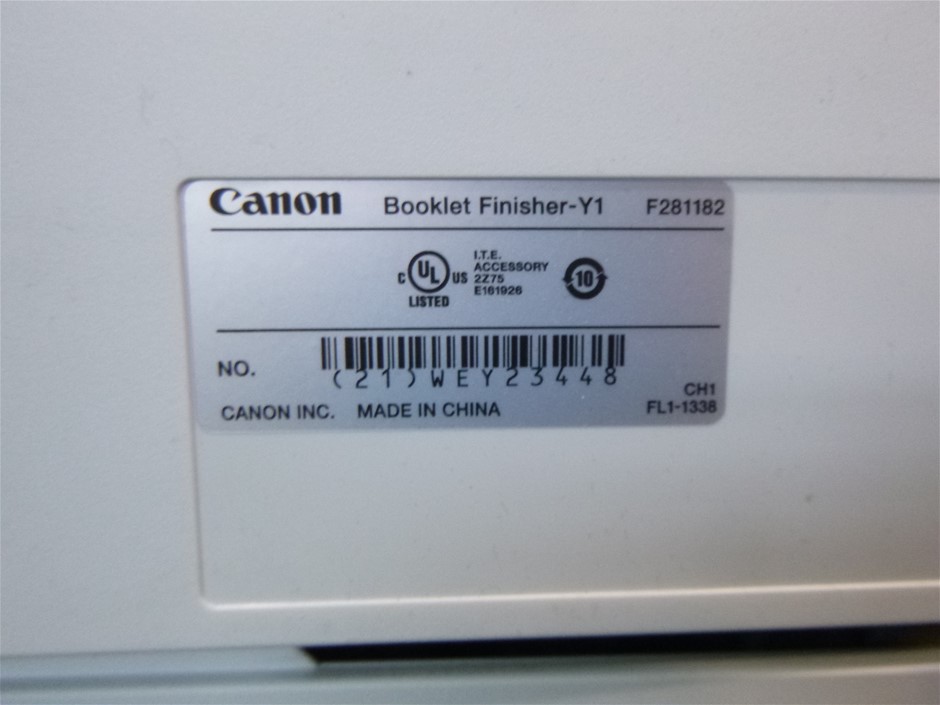 Canon Booklet Finisher-Y1 F281182
C UL US LISTED
I.T.E.
ACCESSORY
2Z75
E161926
10
NO. (21)WEY23448
CH1
CANON INC. MADE IN CHINA FL1-1338